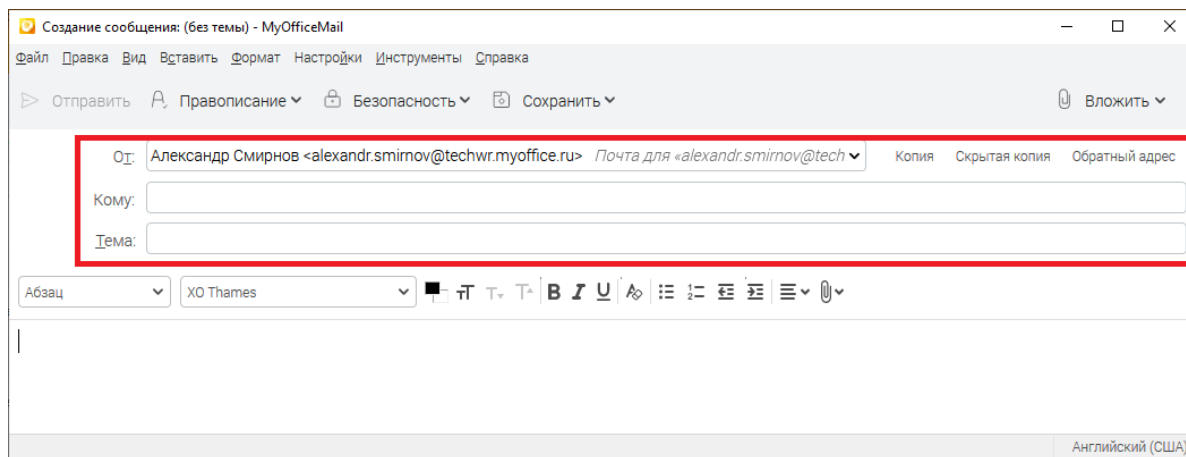 Создание сообщения: (без темы) - MyOfficeMail
Файл Правка Вид Вставить Формат Настройки Инструменты Справка
Отправить Правописание Безопасность Сохранить Вложить
От: Александр Смирнов <alexandr.smirnov@techwr.myoffice.ru> Почта для «alexandr.smirnov@tech Копия Скрытая копия Обратный адрес
Кому:
Тема:
Абзац XO Thames
Английский (США)